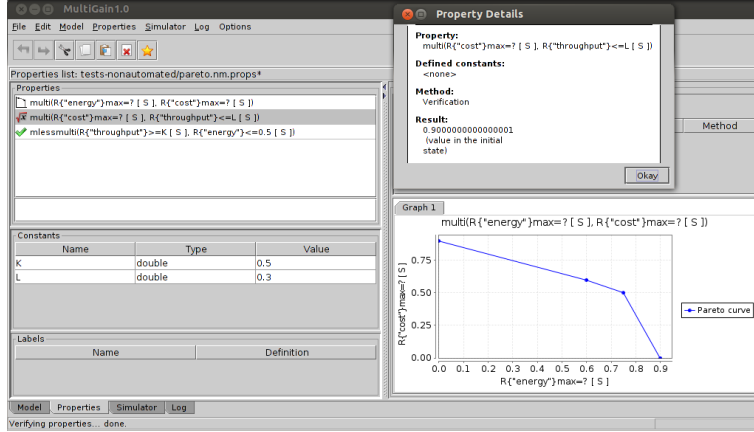 MultiGain1.0
File Edit Model Properties Simulator Log Options
Properties list: tests-nonautomated/pareto.nm.props*
Properties
multi(R{"energy"}max=? [ S ], R{"cost"}max=? [ S ])
multi(R{"cost"}max=? [ S ], R{"throughput"}<=L [ S ])
mlessmulti(R{"throughput"}>=K [ S ], R{"energy"}<=0.5 [ S ])
Constants
Name Type Value
K double 0.5
L double 0.3
Labels
Name Definition
Property Details
Property:
multi(R{"cost"}max=? [ S ], R{"throughput"}<=L [ S ])
Defined constants:
<none>
Method:
Verification
Result:
0.9000000000000001
(value in the initial
state)
Okay
Method
Graph 1
multi(R{"energy"}max=? [ S ], R{"cost"}max=? [ S ])
R{"cost"}max=? [ S ]
0.75
0.50
0.25
0.00
0.0 0.1 0.2 0.3 0.4 0.5 0.6 0.7 0.8 0.9
R{"energy"}max=? [ S ]
Pareto curve
Model Properties Simulator Log
Verifying properties... done.